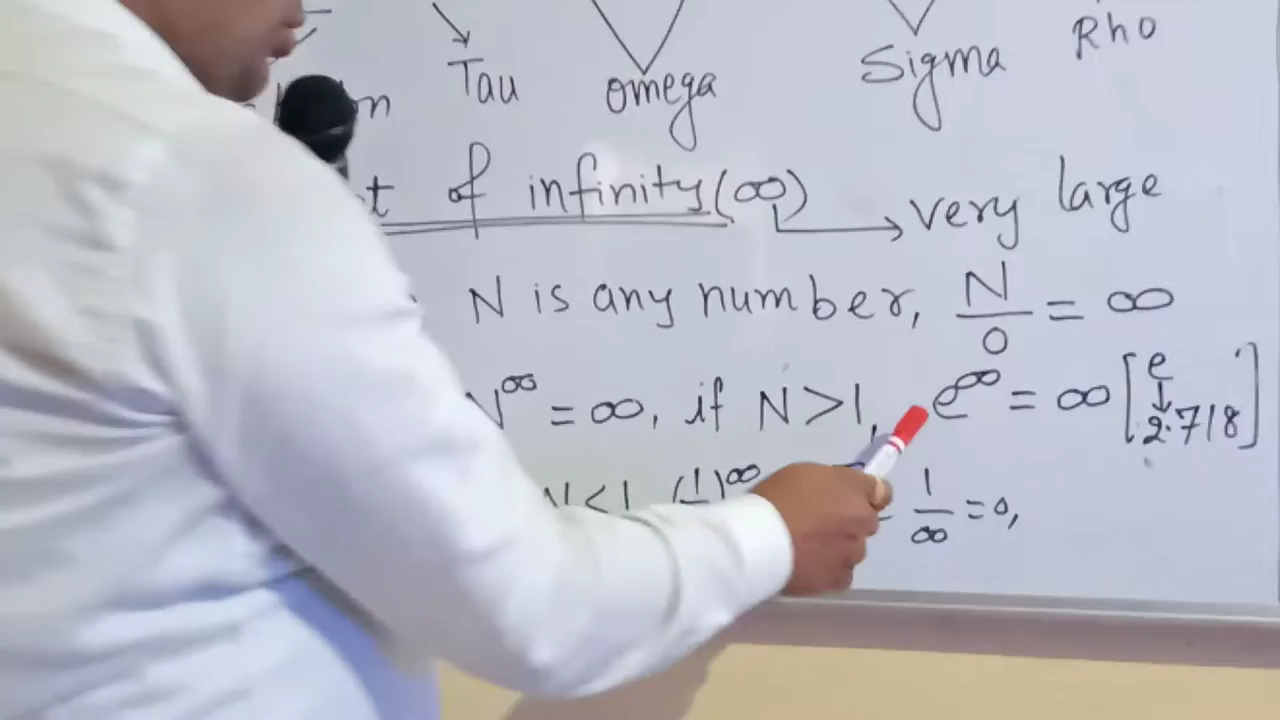 Tau omega Sigma Rho
of infinity (∞) → very large
N is any number, N/0 = ∞
N^∞ = ∞, if N > 1, e^∞ = ∞ [e ↓ 2.718]
N < 1 1/∞ = 0,